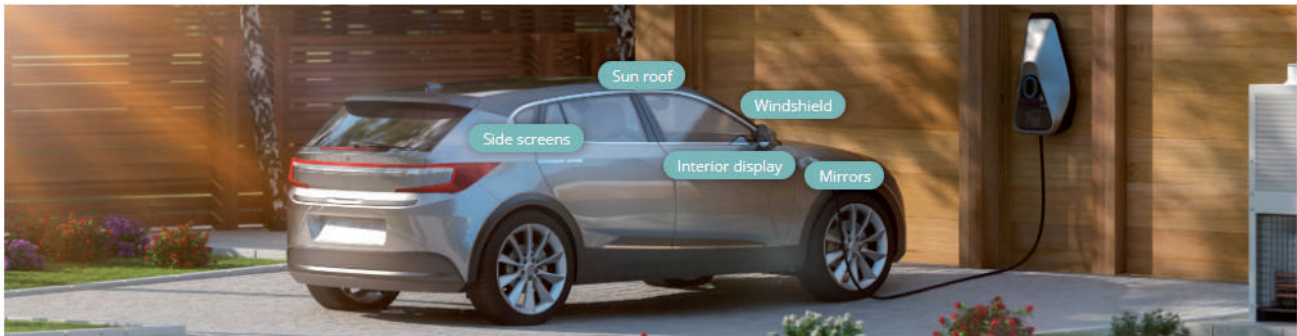 Sun roof
Windshield
Side screens
Interior display
Mirrors